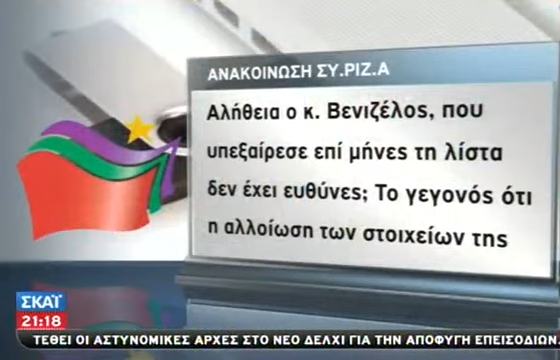 ΑΝΑΚΟΙΝΩΣΗ ΣΥ.ΡΙΖ.Α
Αλήθεια ο κ. Βενιζέλος, που
υπεξαίρεσε επί μήνες τη λίστα
δεν έχει ευθύνες; Το γεγονός ότι
η αλλοίωση των στοιχείων της
ΣΚΑΪ
21:18
ΤΕΘΕΙ ΟΙ ΑΣΤΥΝΟΜΙΚΕΣ ΑΡΧΕΣ ΣΤΟ ΝΕΟ ΔΕΛΧΙ ΓΙΑ ΤΗΝ ΑΠΟΦΥΓΗ ΕΠΕΙΣΟΔΙΩΝ